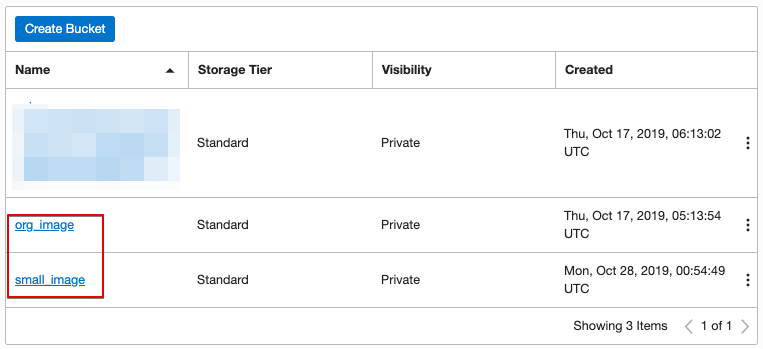 Create Bucket
Name Storage Tier Visibility Created
Standard Private Thu, Oct 17, 2019, 06:13:02 UTC
org_image Standard Private Thu, Oct 17, 2019, 05:13:54 UTC
small_image Standard Private Mon, Oct 28, 2019, 00:54:49 UTC
Showing 3 Items 1 of 1